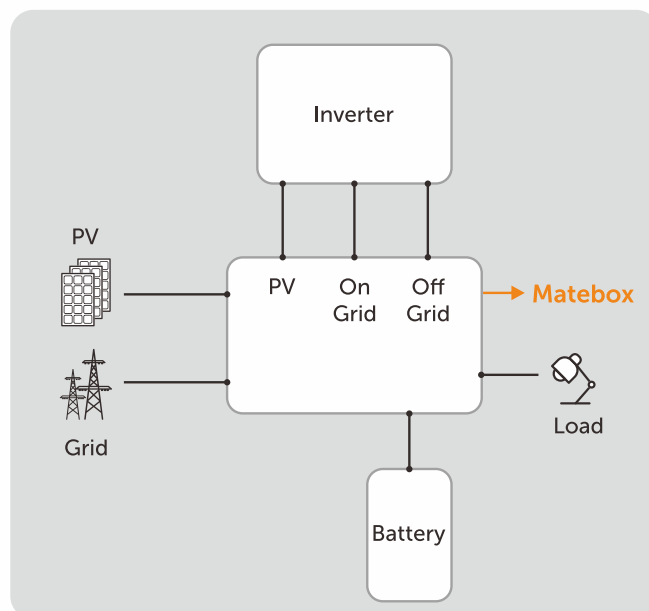 Inverter
PV
PV
On
Grid
Off
Grid
Matebox
Grid
Load
Battery